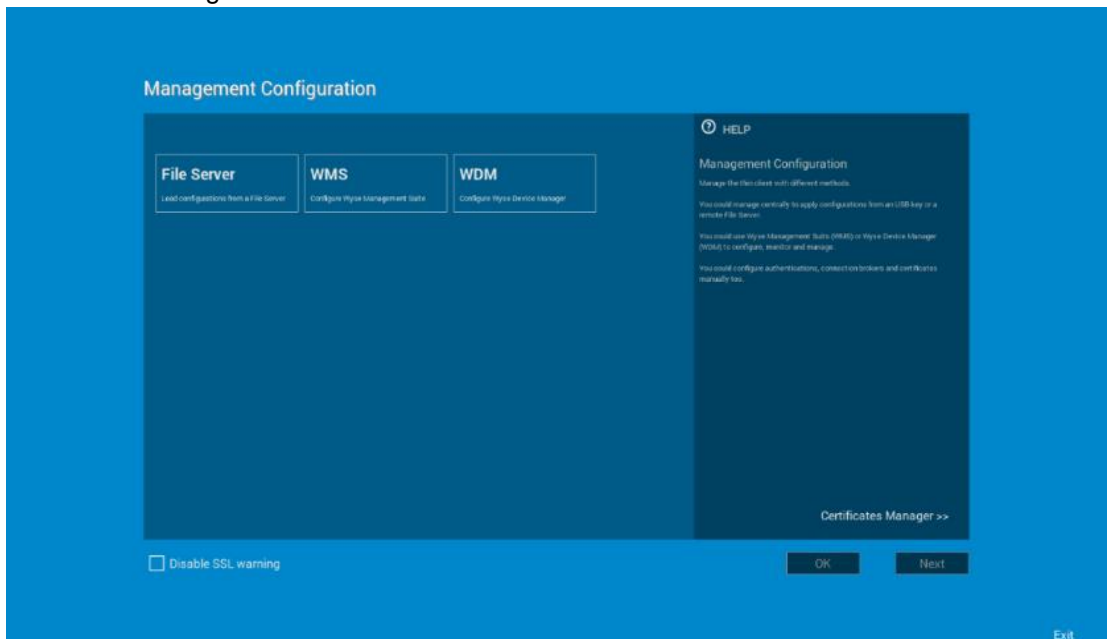 Management Configuration
HELP
Management Configuration
Manage the thin client with different methods.
You could manage centrally to apply configurations from an USB key or a
remote File Server.
You could use Wyse Management Suite (WMS) or Wyse Device Manager
(WDM) to configure, monitor and manage.
You could configure authentications, connection brokers and certificates
manually too.
File Server
Load configurations from a File Server
WMS
Configure Wyse Management Suite
WDM
Configure Wyse Device Manager
Certificates Manager >>
Disable SSL warning
OK
Next
Exit